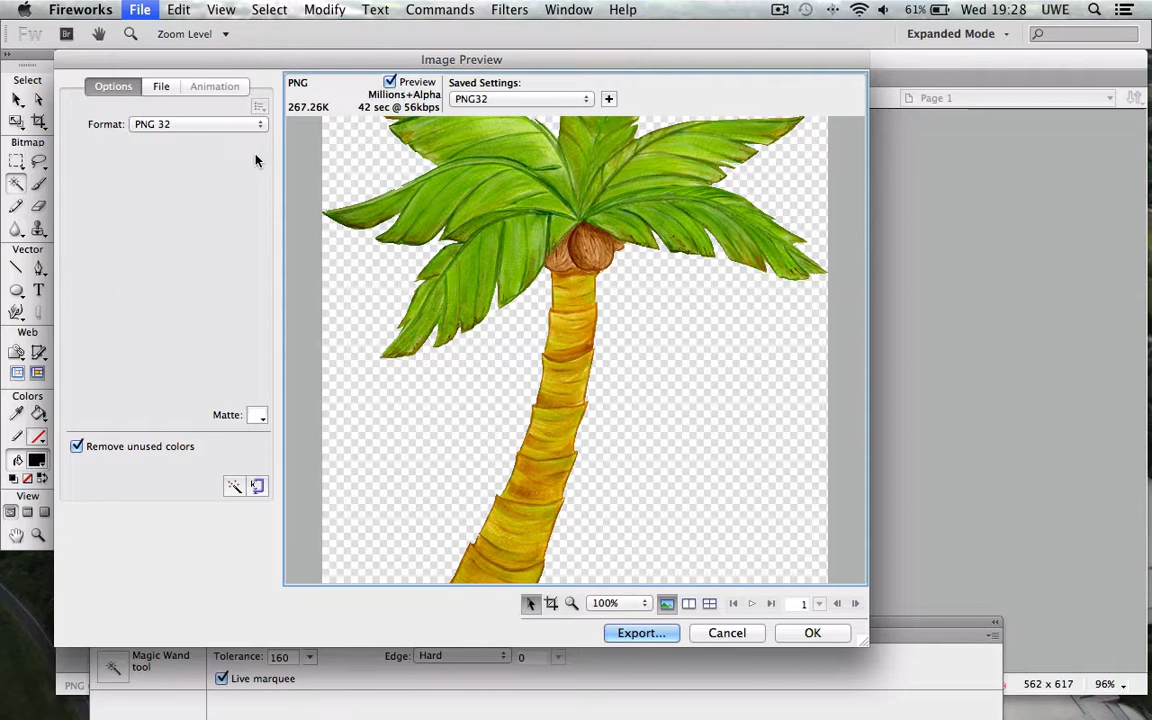 Fireworks File Edit View Select Modify Text Commands Filters Window Help 61% Wed 19:28 UWE
Fw Br Zoom Level Expanded Mode
Image Preview
Select
Bitmap
Vector
Web
Colors
View
Options File Animation
Format: PNG 32
Matte:
Remove unused colors
PNG Preview Saved Settings:
Millions+Alpha PNG32 +
267.26K 42 sec @ 56kbps
Page 1
100% 1
Export... Cancel OK
Magic Wand tool
Tolerance: 160 Edge: Hard 0
Live marquee
PNG
562 x 617 96%